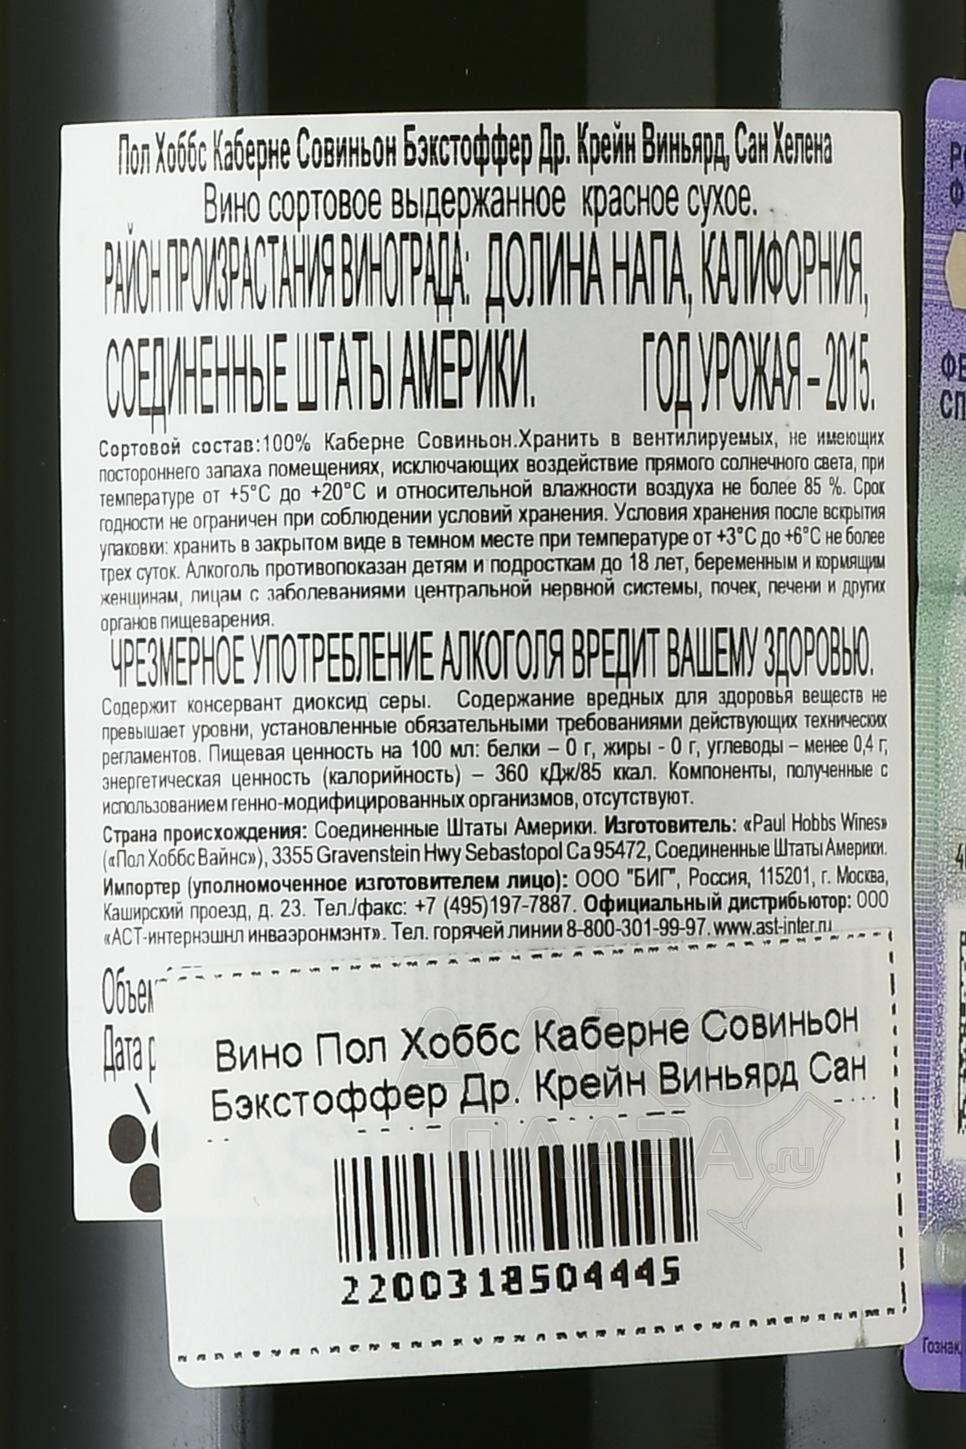 Пол Хоббс Каберне Совиньон Бэкстоффер Др. Крейн Виньярд, Сан Хелена
Вино сортовое выдержанное красное сухое.
РАЙОН ПРОИЗРАСТАНИЯ ВИНОГРАДА: ДОЛИНА НАПА, КАЛИФОРНИЯ,
СОЕДИНЕННЫЕ ШТАТЫ АМЕРИКИ. ГОД УРОЖАЯ – 2015.
Сортовой состав:100% Каберне Совиньон.Хранить в вентилируемых, не имеющих
постороннего запаха помещениях, исключающих воздействие прямого солнечного света, при
температуре от +5°С до +20°С и относительной влажности воздуха не более 85 %. Срок
годности не ограничен при соблюдении условий хранения. Условия хранения после вскрытия
упаковки: хранить в закрытом виде в темном месте при температуре от +3°С до +6°С не более
трех суток. Алкоголь противопоказан детям и подросткам до 18 лет, беременным и кормящим
женщинам, лицам с заболеваниями центральной нервной системы, почек, печени и других
органов пищеварения.
ЧРЕЗМЕРНОЕ УПОТРЕБЛЕНИЕ АЛКОГОЛЯ ВРЕДИТ ВАШЕМУ ЗДОРОВЬЮ.
Содержит консервант диоксид серы. Содержание вредных для здоровья веществ не
превышает уровни, установленные обязательными требованиями действующих технических
регламентов. Пищевая ценность на 100 мл: белки – 0 г, жиры - 0 г, углеводы – менее 0,4 г,
энергетическая ценность (калорийность) – 360 кДж/85 ккал. Компоненты, полученные с
использованием генно-модифицированных организмов, отсутствуют.
Страна происхождения: Соединенные Штаты Америки. Изготовитель: «Paul Hobbs Wines»
(«Пол Хоббс Вайнс»), 3355 Gravenstein Hwy Sebastopol Ca 95472, Соединенные Штаты Америки.
Импортер (уполномоченное изготовителем лицо): ООО "БИГ", Россия, 115201, г. Москва,
Каширский проезд, д. 23. Тел./факс: +7 (495)197-7887. Официальный дистрибьютор: ООО
«АСТ-интернэшнл инваэронмэнт». Тел. горячей линии 8-800-301-99-97. www.ast-inter.ru
Объем
Дата р
Вино Пол Хоббс Каберне Совиньон
Бэкстоффер Др. Крейн Виньярд Сан
АЛКО
ПЛАЗА.ru
2200318504445
ФЕ
СП
Гознак,